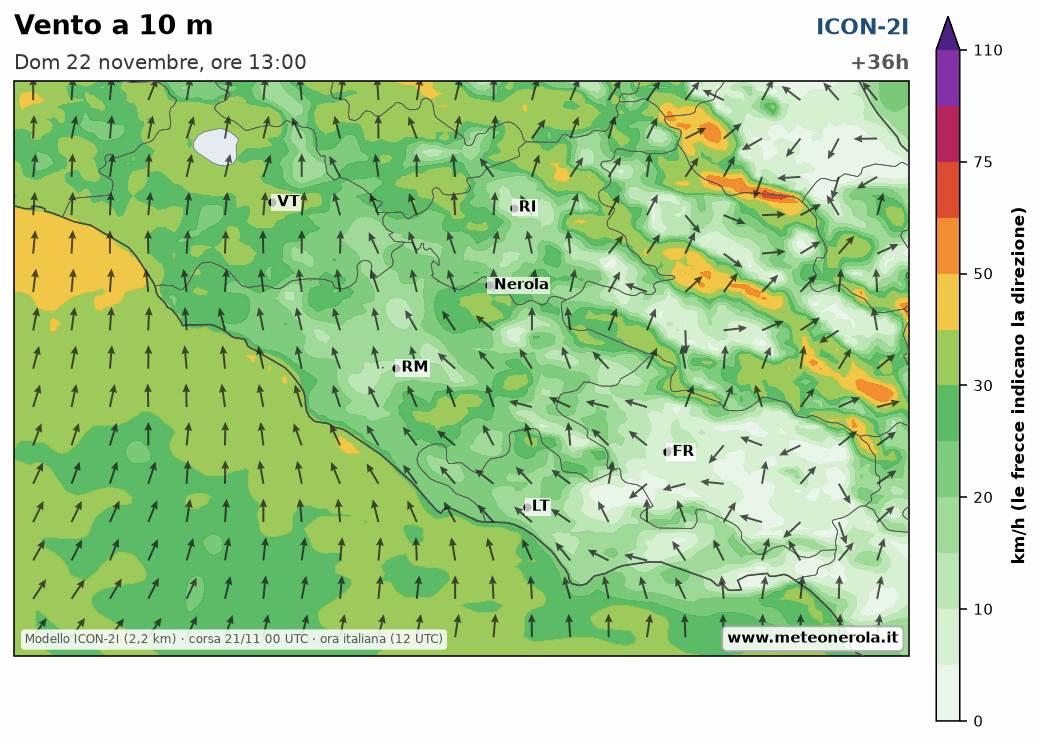 Vento a 10 m
ICON-2I
Dom 22 novembre, ore 13:00
+36h
110
75
50
30
20
10
0
km/h (le frecce indicano la direzione)
VT
RI
Nerola
RM
FR
LT
Modello ICON-2I (2,2 km) · corsa 21/11 00 UTC · ora italiana (12 UTC)
www.meteonerola.it